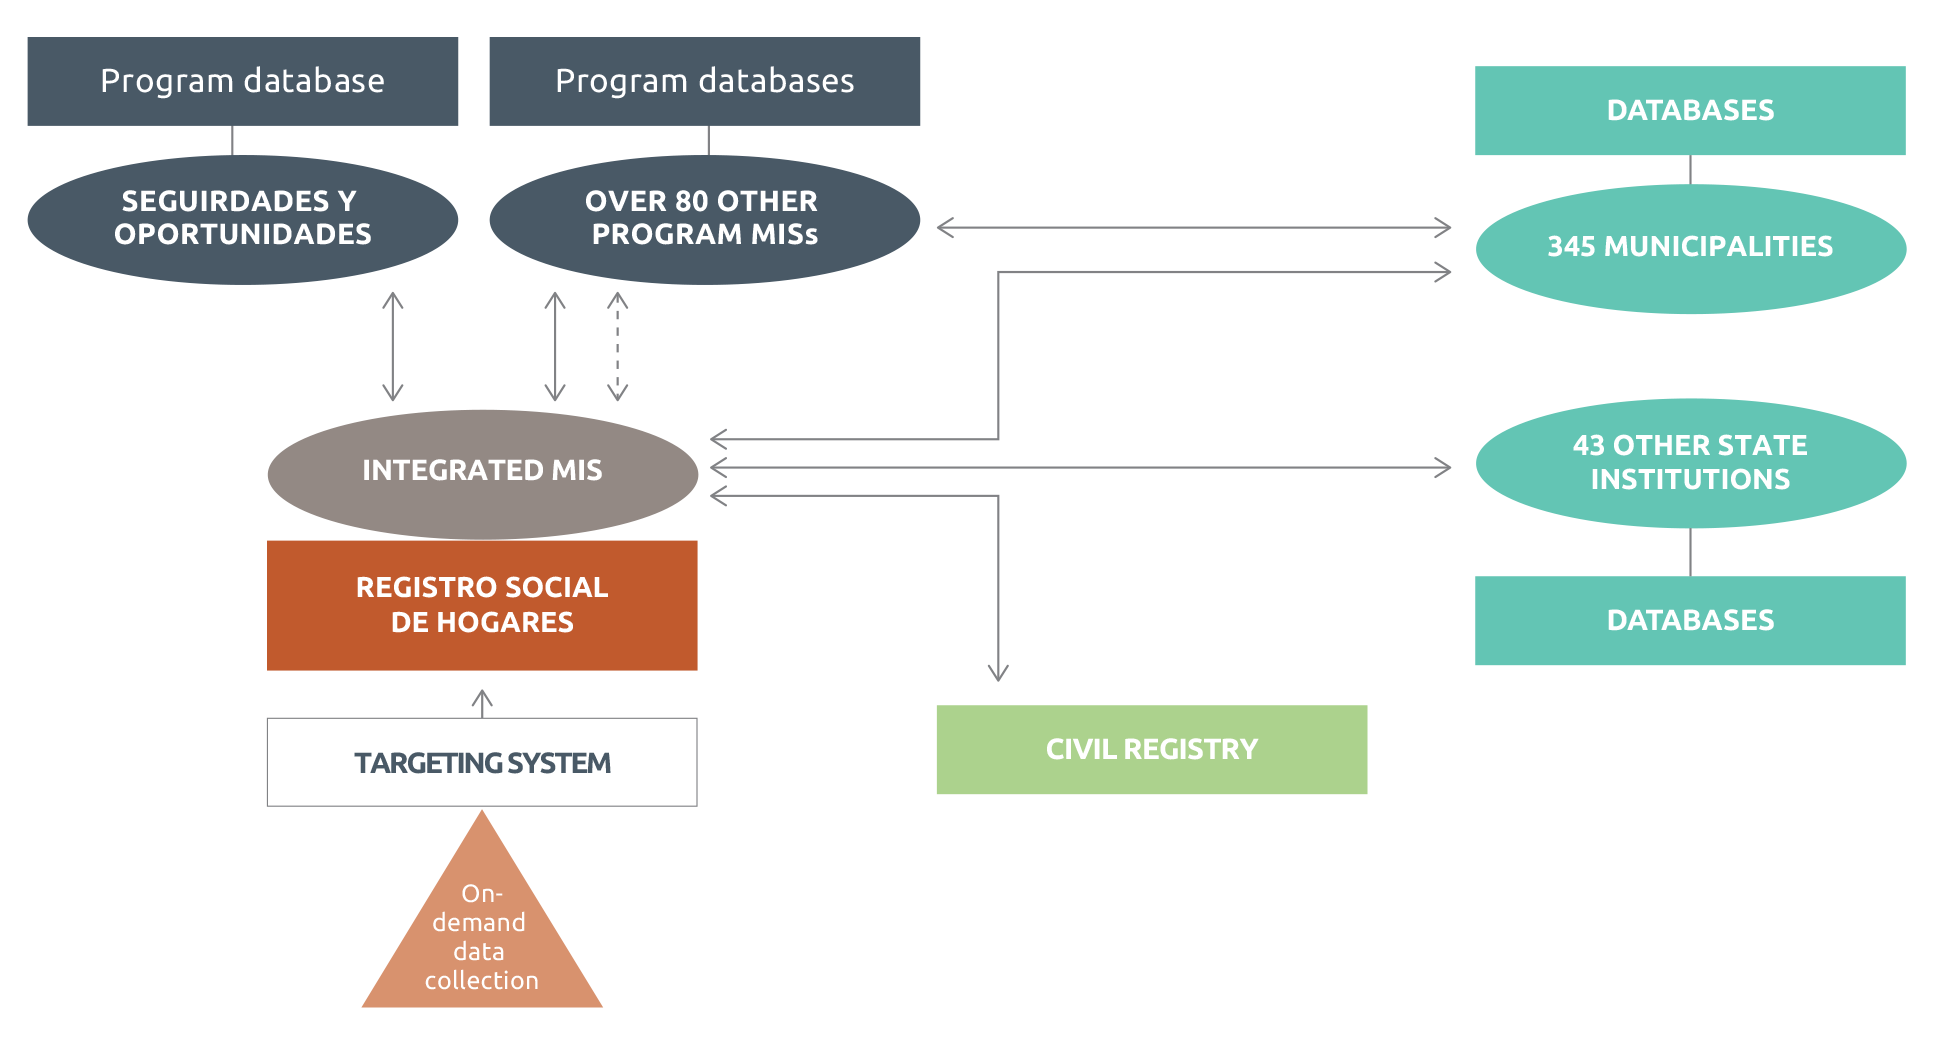 Program database
Program databases
DATABASES
SEGUIRDADES Y
OPORTUNIDADES
OVER 80 OTHER
PROGRAM MISs
345 MUNICIPALITIES
INTEGRATED MIS
43 OTHER STATE
INSTITUTIONS
REGISTRO SOCIAL
DE HOGARES
DATABASES
TARGETING SYSTEM
CIVIL REGISTRY
On-
demand
data
collection